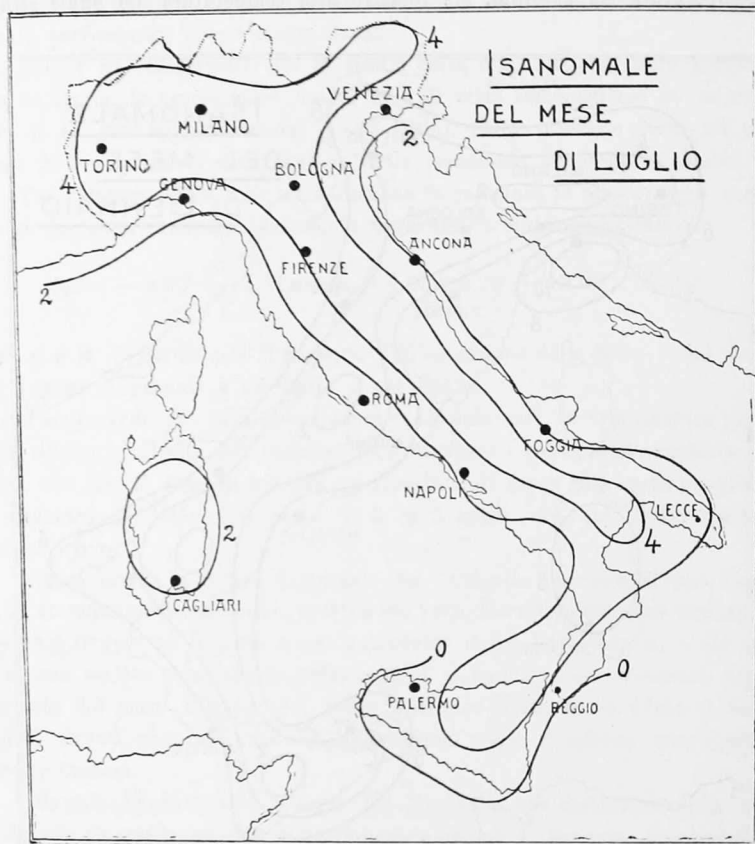 ISANOMALE
DEL MESE
DI LUGLIO
4
VENEZIA
MILANO
2
TORINO
BOLOGNA
4
GENOVA
ANCONA
FIRENZE
2
ROMA
FOGGIA
NAPOLI
LECCE
2
4
CAGLIARI
0
0
PALERMO
REGGIO